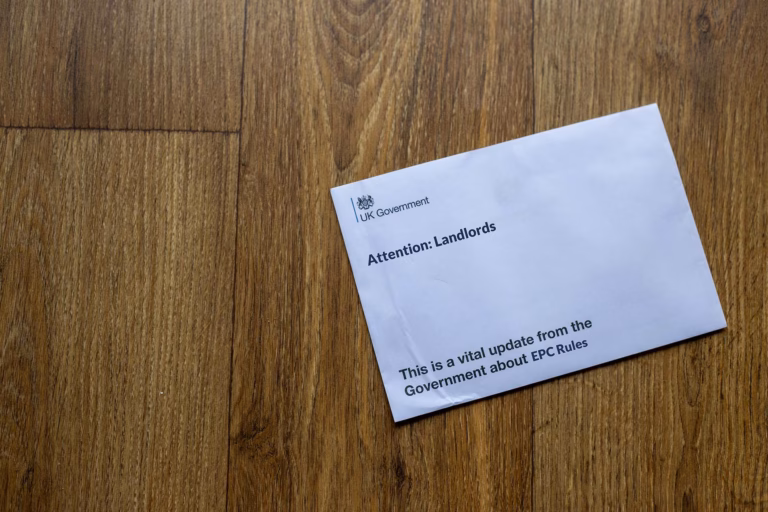 UK Government
Attention: Landlords
This is a vital update from the
Government about EPC Rules